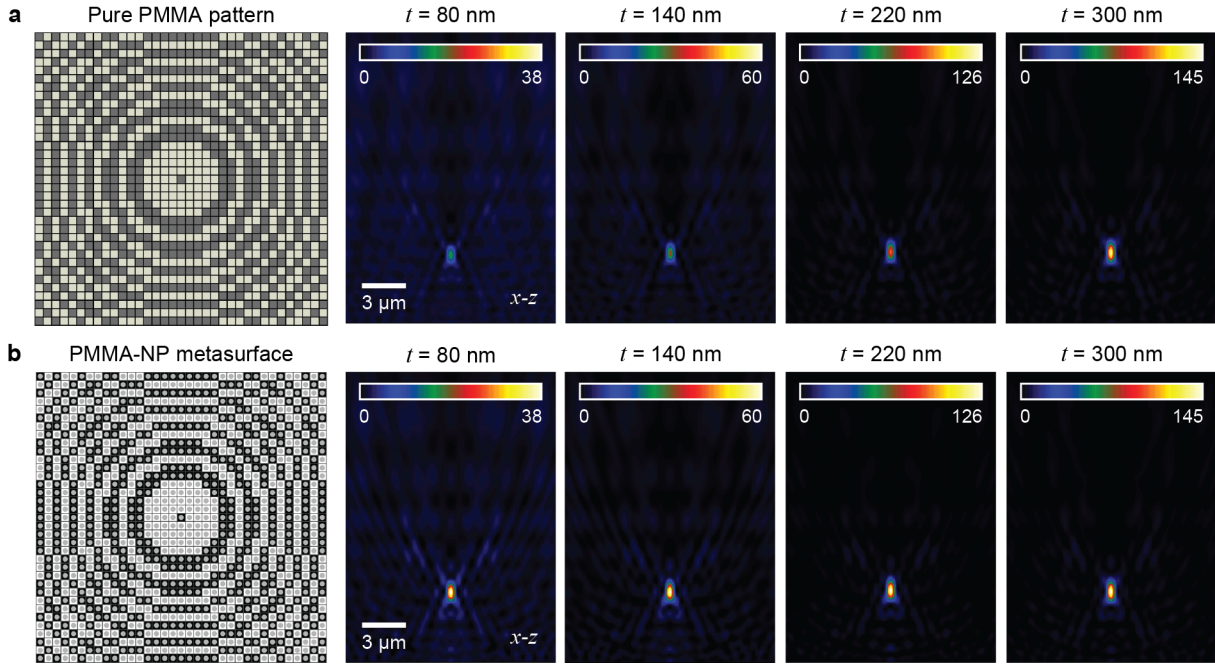 a Pure PMMA pattern t = 80 nm t = 140 nm t = 220 nm t = 300 nm
0 38 0 60 0 126 0 145
3 μm x-z
b PMMA-NP metasurface t = 80 nm t = 140 nm t = 220 nm t = 300 nm
0 38 0 60 0 126 0 145
3 μm x-z